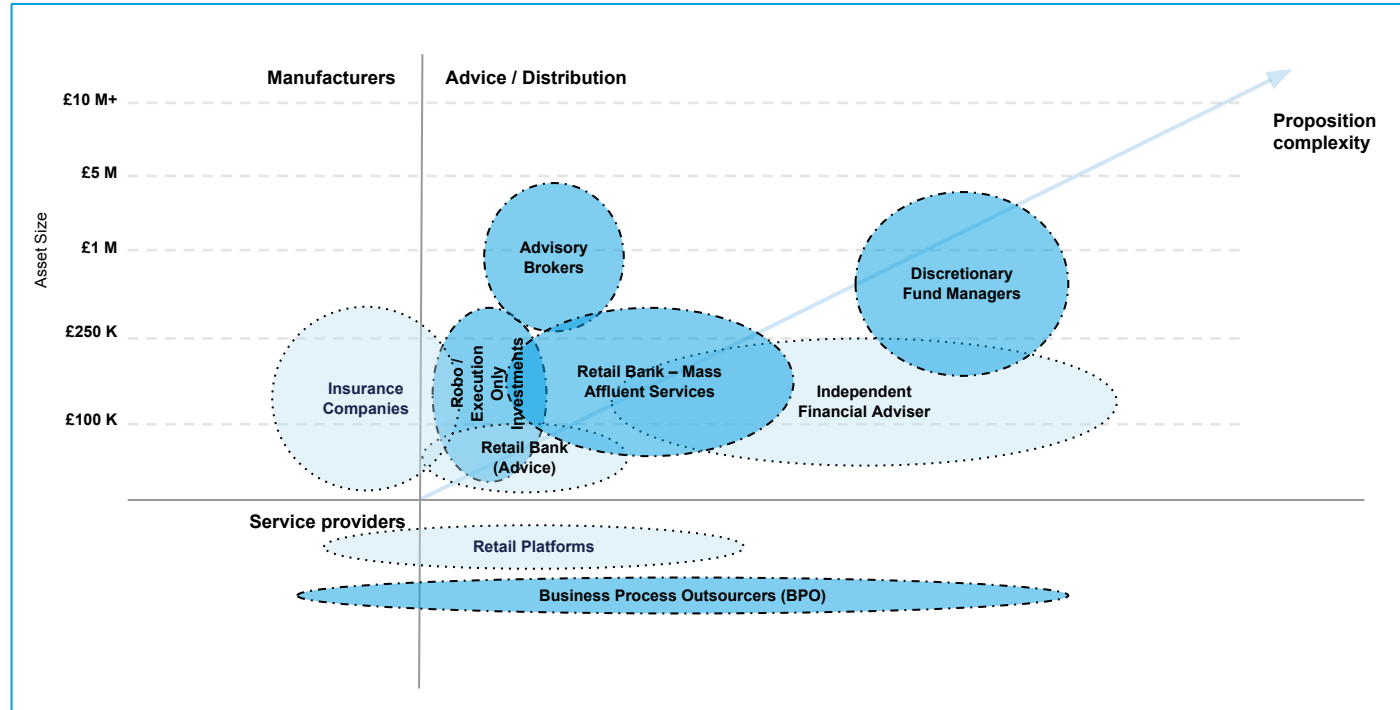 Manufacturers
Advice / Distribution
£10 M+
Proposition
complexity
£5 M
Asset Size
£1 M
Advisory
Brokers
Discretionary
Fund Managers
£250 K
Insurance
Companies
Robo /
Execution
Only
Investments
Retail Bank – Mass
Affluent Services
Independent
Financial Adviser
£100 K
Retail Bank
(Advice)
Service providers
Retail Platforms
Business Process Outsourcers (BPO)